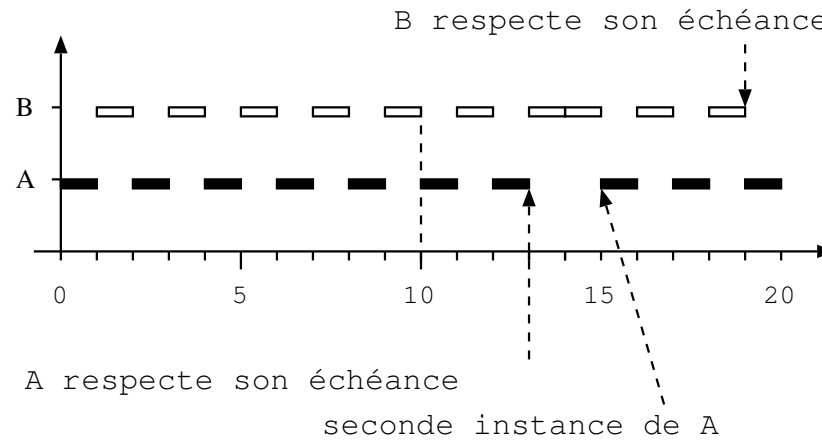 B respecte son échéance
B
A
0 5 10 15 20
A respecte son échéance
seconde instance de A